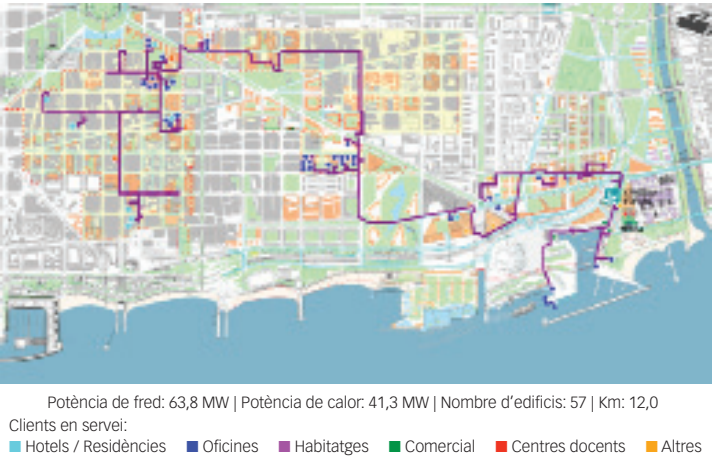 Potència de fred: 63,8 MW | Potència de calor: 41,3 MW | Nombre d'edificis: 57 | Km: 12,0
Clients en servei:
Hotels / Residències Oficines Habitatges Comercial Centres docents Altres